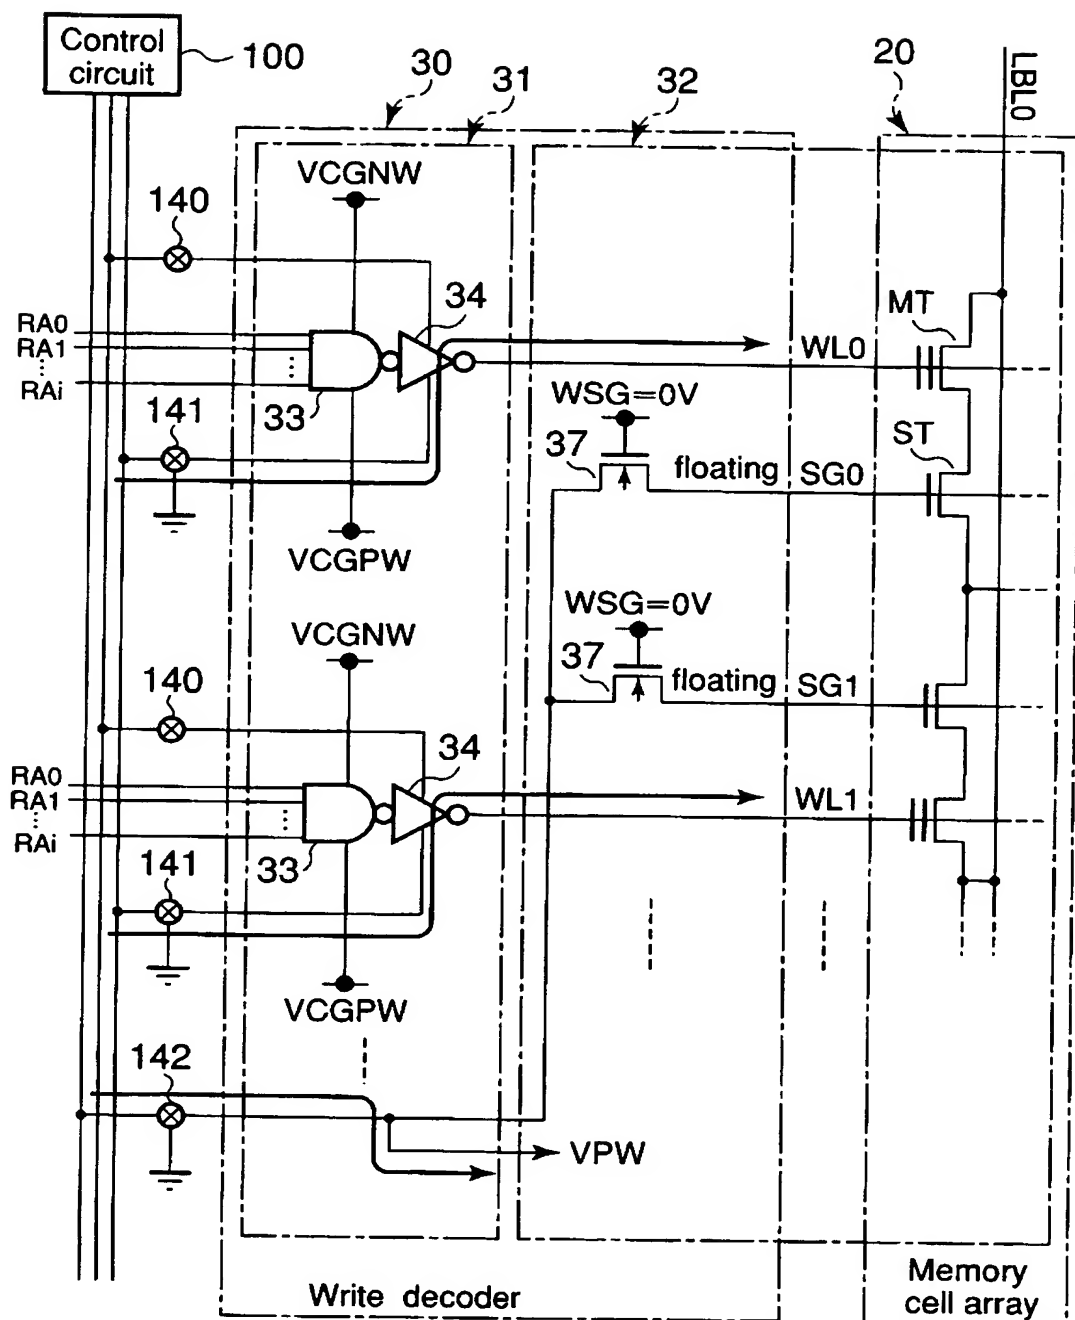 Control
circuit
100
30
31
32
20
LBL0
VCGNW
140
34
MT
RA0
RA1
RAi
WL0
33
WSG=0V
141
37
ST
floating
SG0
VCGPW
WSG=0V
VCGNW
37
floating
SG1
140
34
RA0
RA1
RAi
WL1
33
141
VCGPW
142
VPW
Write decoder
Memory
cell array